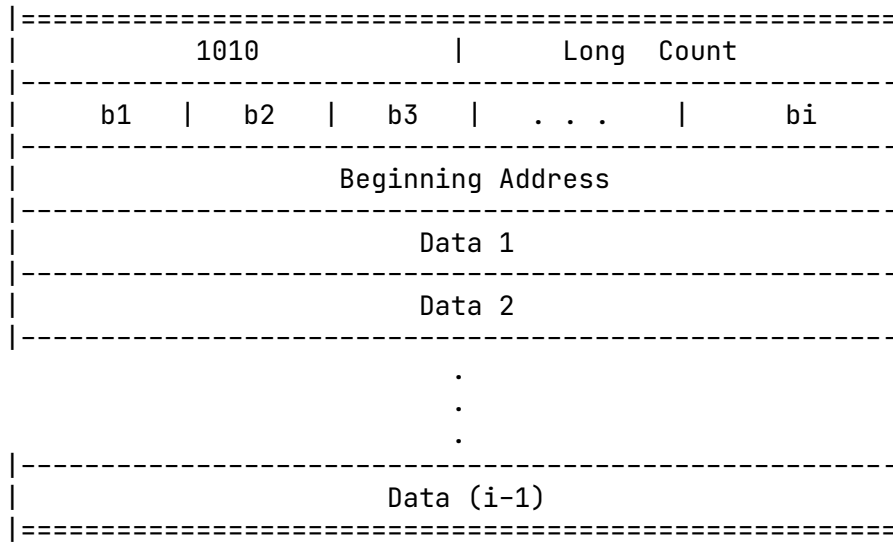 |=======================================================
| 1010 | Long Count
|-------------------------------------------------------
| b1 | b2 | b3 | . . . | bi
|-------------------------------------------------------
| Beginning Address
|-------------------------------------------------------
| Data 1
|-------------------------------------------------------
| Data 2
|-------------------------------------------------------
.
.
.
|-------------------------------------------------------
| Data (i-1)
|=======================================================